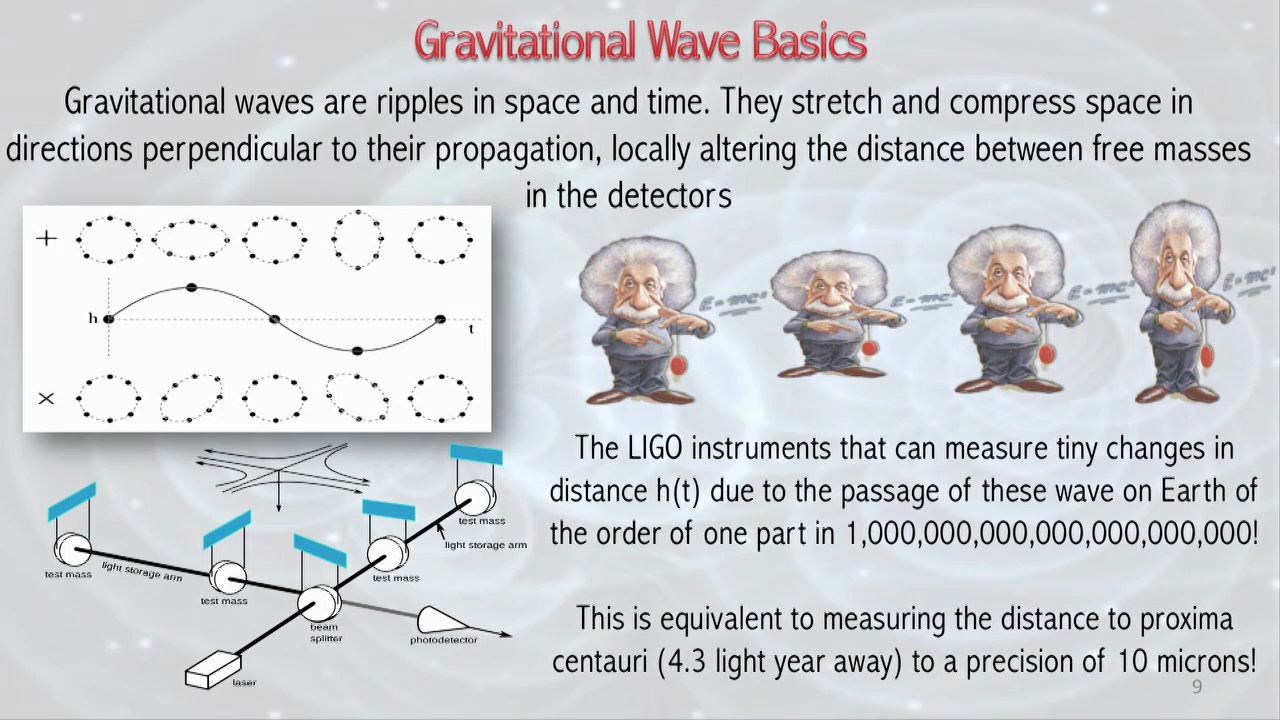 Gravitational Wave Basics
Gravitational waves are ripples in space and time. They stretch and compress space in
directions perpendicular to their propagation, locally altering the distance between free masses
in the detectors
+
h
t
×
E=mc²
E=mc²
E=mc²
E=mc²
The LIGO instruments that can measure tiny changes in
distance h(t) due to the passage of these wave on Earth of
the order of one part in 1,000,000,000,000,000,000,000!
test mass
light storage arm
test mass
light storage arm
test mass
test mass
beam
splitter
photodetector
laser
This is equivalent to measuring the distance to proxima
centauri (4.3 light year away) to a precision of 10 microns!
9